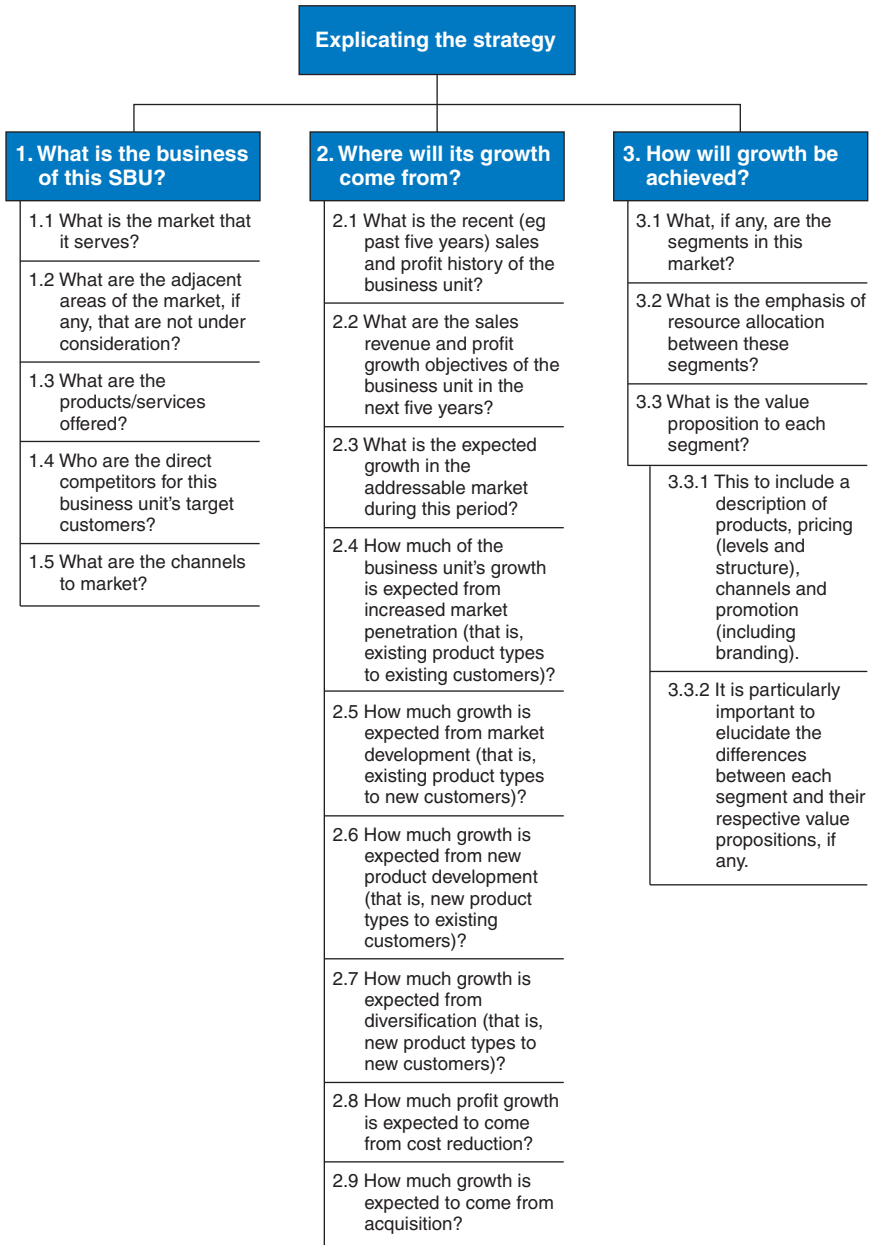 Explicating the strategy
1. What is the business
of this SBU?
1.1 What is the market that
it serves?
1.2 What are the adjacent
areas of the market, if
any, that are not under
consideration?
1.3 What are the
products/services
offered?
1.4 Who are the direct
competitors for this
business unit's target
customers?
1.5 What are the channels
to market?
2. Where will its growth
come from?
2.1 What is the recent (eg
past five years) sales
and profit history of the
business unit?
2.2 What are the sales
revenue and profit
growth objectives of the
business unit in the
next five years?
2.3 What is the expected
growth in the
addressable market
during this period?
2.4 How much of the
business unit's growth
is expected from
increased market
penetration (that is,
existing product types
to existing customers)?
2.5 How much growth is
expected from market
development (that is,
existing product types
to new customers)?
2.6 How much growth is
expected from new
product development
(that is, new product
types to existing
customers)?
2.7 How much growth is
expected from
diversification (that is,
new product types to
new customers)?
2.8 How much profit growth
is expected to come
from cost reduction?
2.9 How much growth is
expected to come from
acquisition?
3. How will growth be
achieved?
3.1 What, if any, are the
segments in this
market?
3.2 What is the emphasis of
resource allocation
between these
segments?
3.3 What is the value
proposition to each
segment?
3.3.1 This to include a
description of
products, pricing
(levels and
structure),
channels and
promotion
(including
branding).
3.3.2 It is particularly
important to
elucidate the
differences
between each
segment and their
respective value
propositions, if
any.